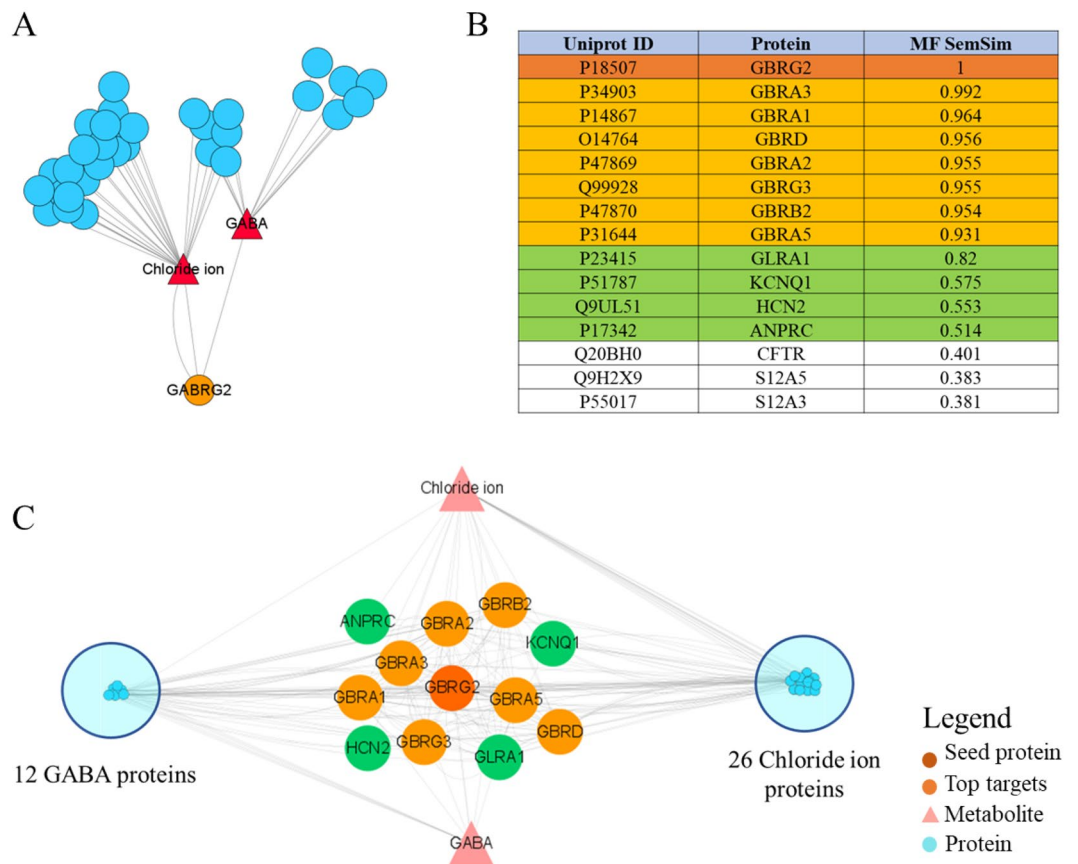 A
GABA
Chloride ion
GABRG2
B
Uniprot ID Protein MF SemSim
P18507 GBRG2 1
P34903 GBRA3 0.992
P14867 GBRA1 0.964
O14764 GBRD 0.956
P47869 GBRA2 0.955
Q99928 GBRG3 0.955
P47870 GBRB2 0.954
P31644 GBRA5 0.931
P23415 GLRA1 0.82
P51787 KCNQ1 0.575
Q9UL51 HCN2 0.553
P17342 ANPRC 0.514
Q20BH0 CFTR 0.401
Q9H2X9 S12A5 0.383
P55017 S12A3 0.381
C
Chloride ion
GBRB2
ANPRC
GBRA2
KCNQ1
GBRA3
GBRG2
GBRA1
GBRA5
GBRD
GBRG3
HCN2
GLRA1
12 GABA proteins
26 Chloride ion
proteins
GABA
Legend
Seed protein
Top targets
Metabolite
Protein